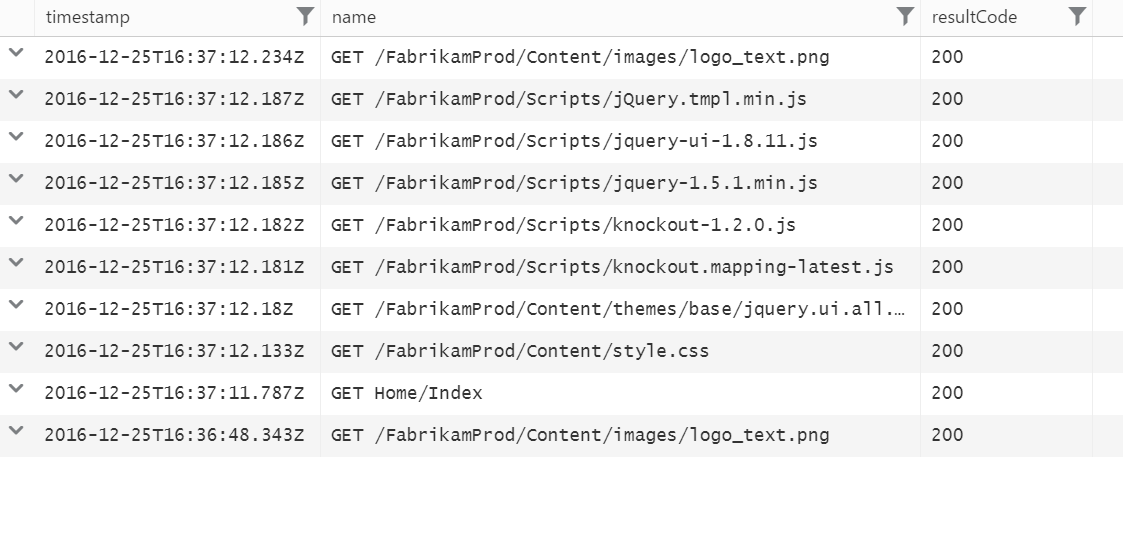 timestamp name resultCode
2016-12-25T16:37:12.234Z GET /FabrikamProd/Content/images/logo_text.png 200
2016-12-25T16:37:12.187Z GET /FabrikamProd/Scripts/jQuery.tmpl.min.js 200
2016-12-25T16:37:12.186Z GET /FabrikamProd/Scripts/jquery-ui-1.8.11.js 200
2016-12-25T16:37:12.185Z GET /FabrikamProd/Scripts/jquery-1.5.1.min.js 200
2016-12-25T16:37:12.182Z GET /FabrikamProd/Scripts/knockout-1.2.0.js 200
2016-12-25T16:37:12.181Z GET /FabrikamProd/Scripts/knockout.mapping-latest.js 200
2016-12-25T16:37:12.18Z GET /FabrikamProd/Content/themes/base/jquery.ui.all.… 200
2016-12-25T16:37:12.133Z GET /FabrikamProd/Content/style.css 200
2016-12-25T16:37:11.787Z GET Home/Index 200
2016-12-25T16:36:48.343Z GET /FabrikamProd/Content/images/logo_text.png 200